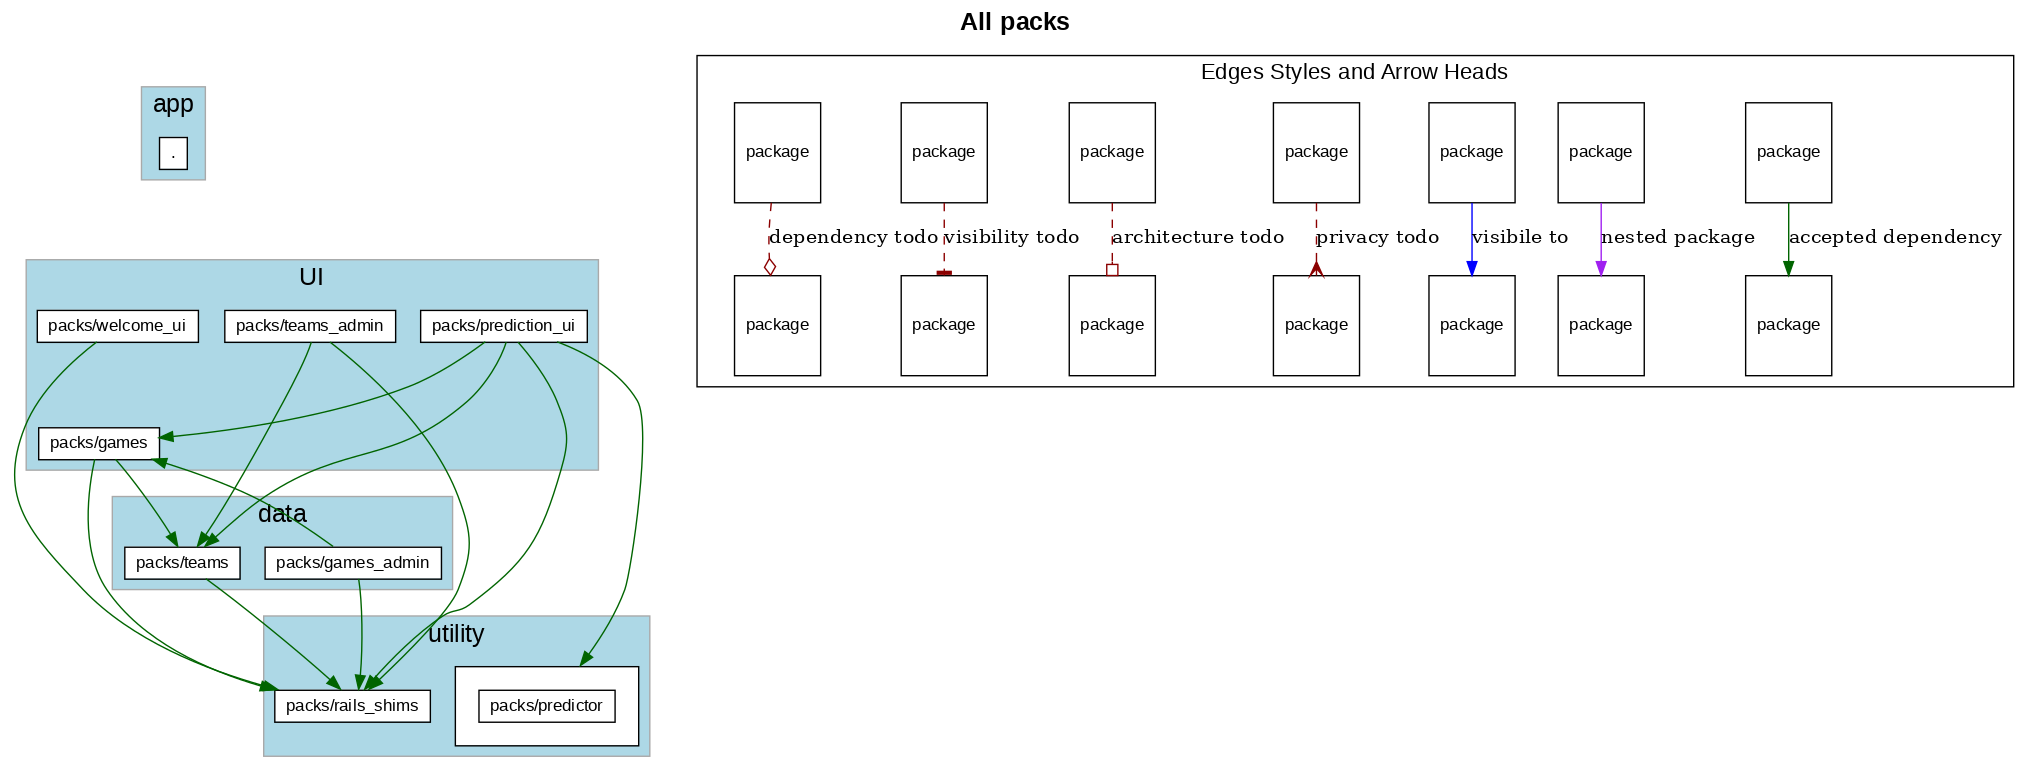 All packs
app
.
UI
packs/welcome_ui
packs/teams_admin
packs/prediction_ui
packs/games
data
packs/teams
packs/games_admin
utility
packs/rails_shims
packs/predictor
Edges Styles and Arrow Heads
package package package package package package package
dependency todo visibility todo architecture todo privacy todo visibile to nested package accepted dependency
package package package package package package package